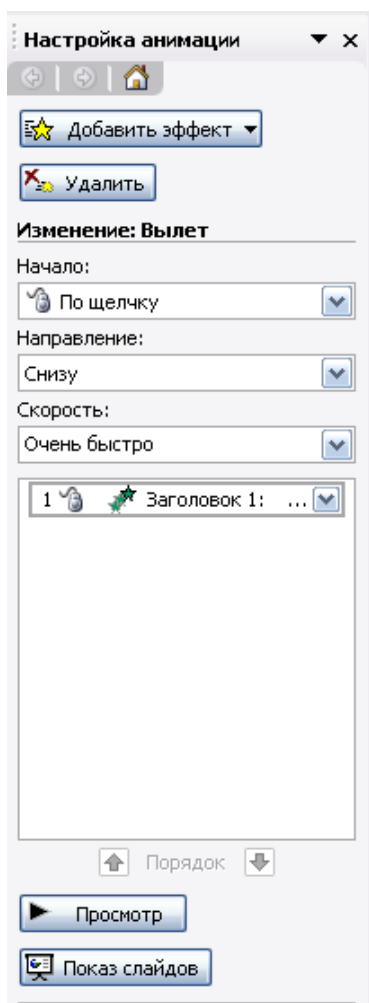 Настройка анимации
Добавить эффект
Удалить
Изменение: Вылет
Начало:
По щелчку
Направление:
Снизу
Скорость:
Очень быстро
1 Заголовок 1: ...
Порядок
Просмотр
Показ слайдов